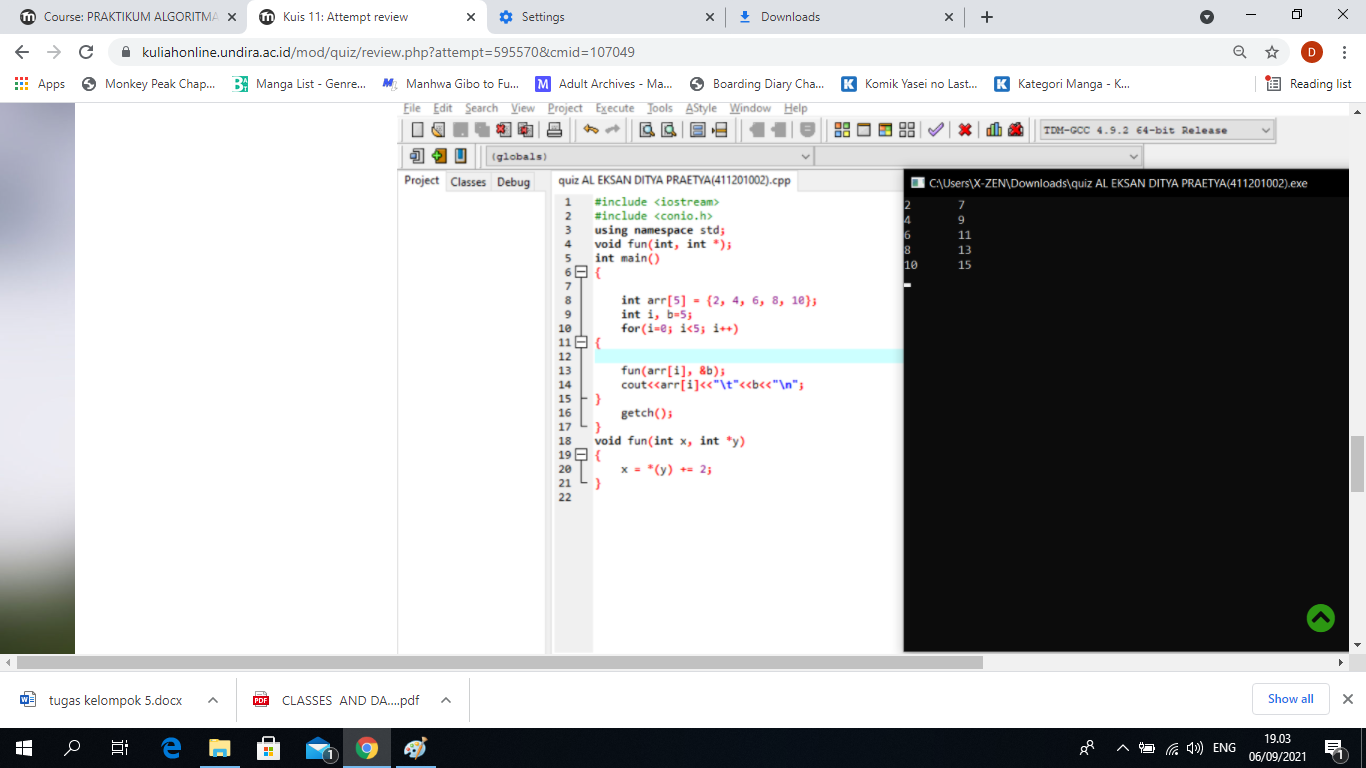 Course: PRAKTIKUM ALGORITMA
Kuis 11: Attempt review
Settings
Downloads
kuliahonline.undira.ac.id/mod/quiz/review.php?attempt=595570&cmid=107049
D
Apps
Monkey Peak Chap...
Manga List - Genre...
Manhwa Gibo to Fu...
Adult Archives - Ma...
Boarding Diary Cha...
Komik Yasei no Last...
Kategori Manga - K...
Reading list
File Edit Search View Project Execute Tools AStyle Window Help
TDM-GCC 4.9.2 64-bit Release
(globals)
Project Classes Debug
quiz AL EKSAN DITYA PRAETYA(411201002).cpp
1 #include <iostream>
2 #include <conio.h>
3 using namespace std;
4 void fun(int, int *);
5 int main()
6 {
7
8 int arr[5] = {2, 4, 6, 8, 10};
9 int i, b=5;
10 for(i=0; i<5; i++)
11 {
12
13 fun(arr[i], &b);
14 cout<<arr[i]<<"\t"<<b<<"\n";
15 }
16 getch();
17 }
18 void fun(int x, int *y)
19 {
20 x = *(y) += 2;
21 }
22
C:\Users\X-ZEN\Downloads\quiz AL EKSAN DITYA PRAETYA(411201002).exe
2 7
4 9
6 11
8 13
10 15
tugas kelompok 5.docx
CLASSES AND DA....pdf
Show all
1
ENG
19.03
06/09/2021
1